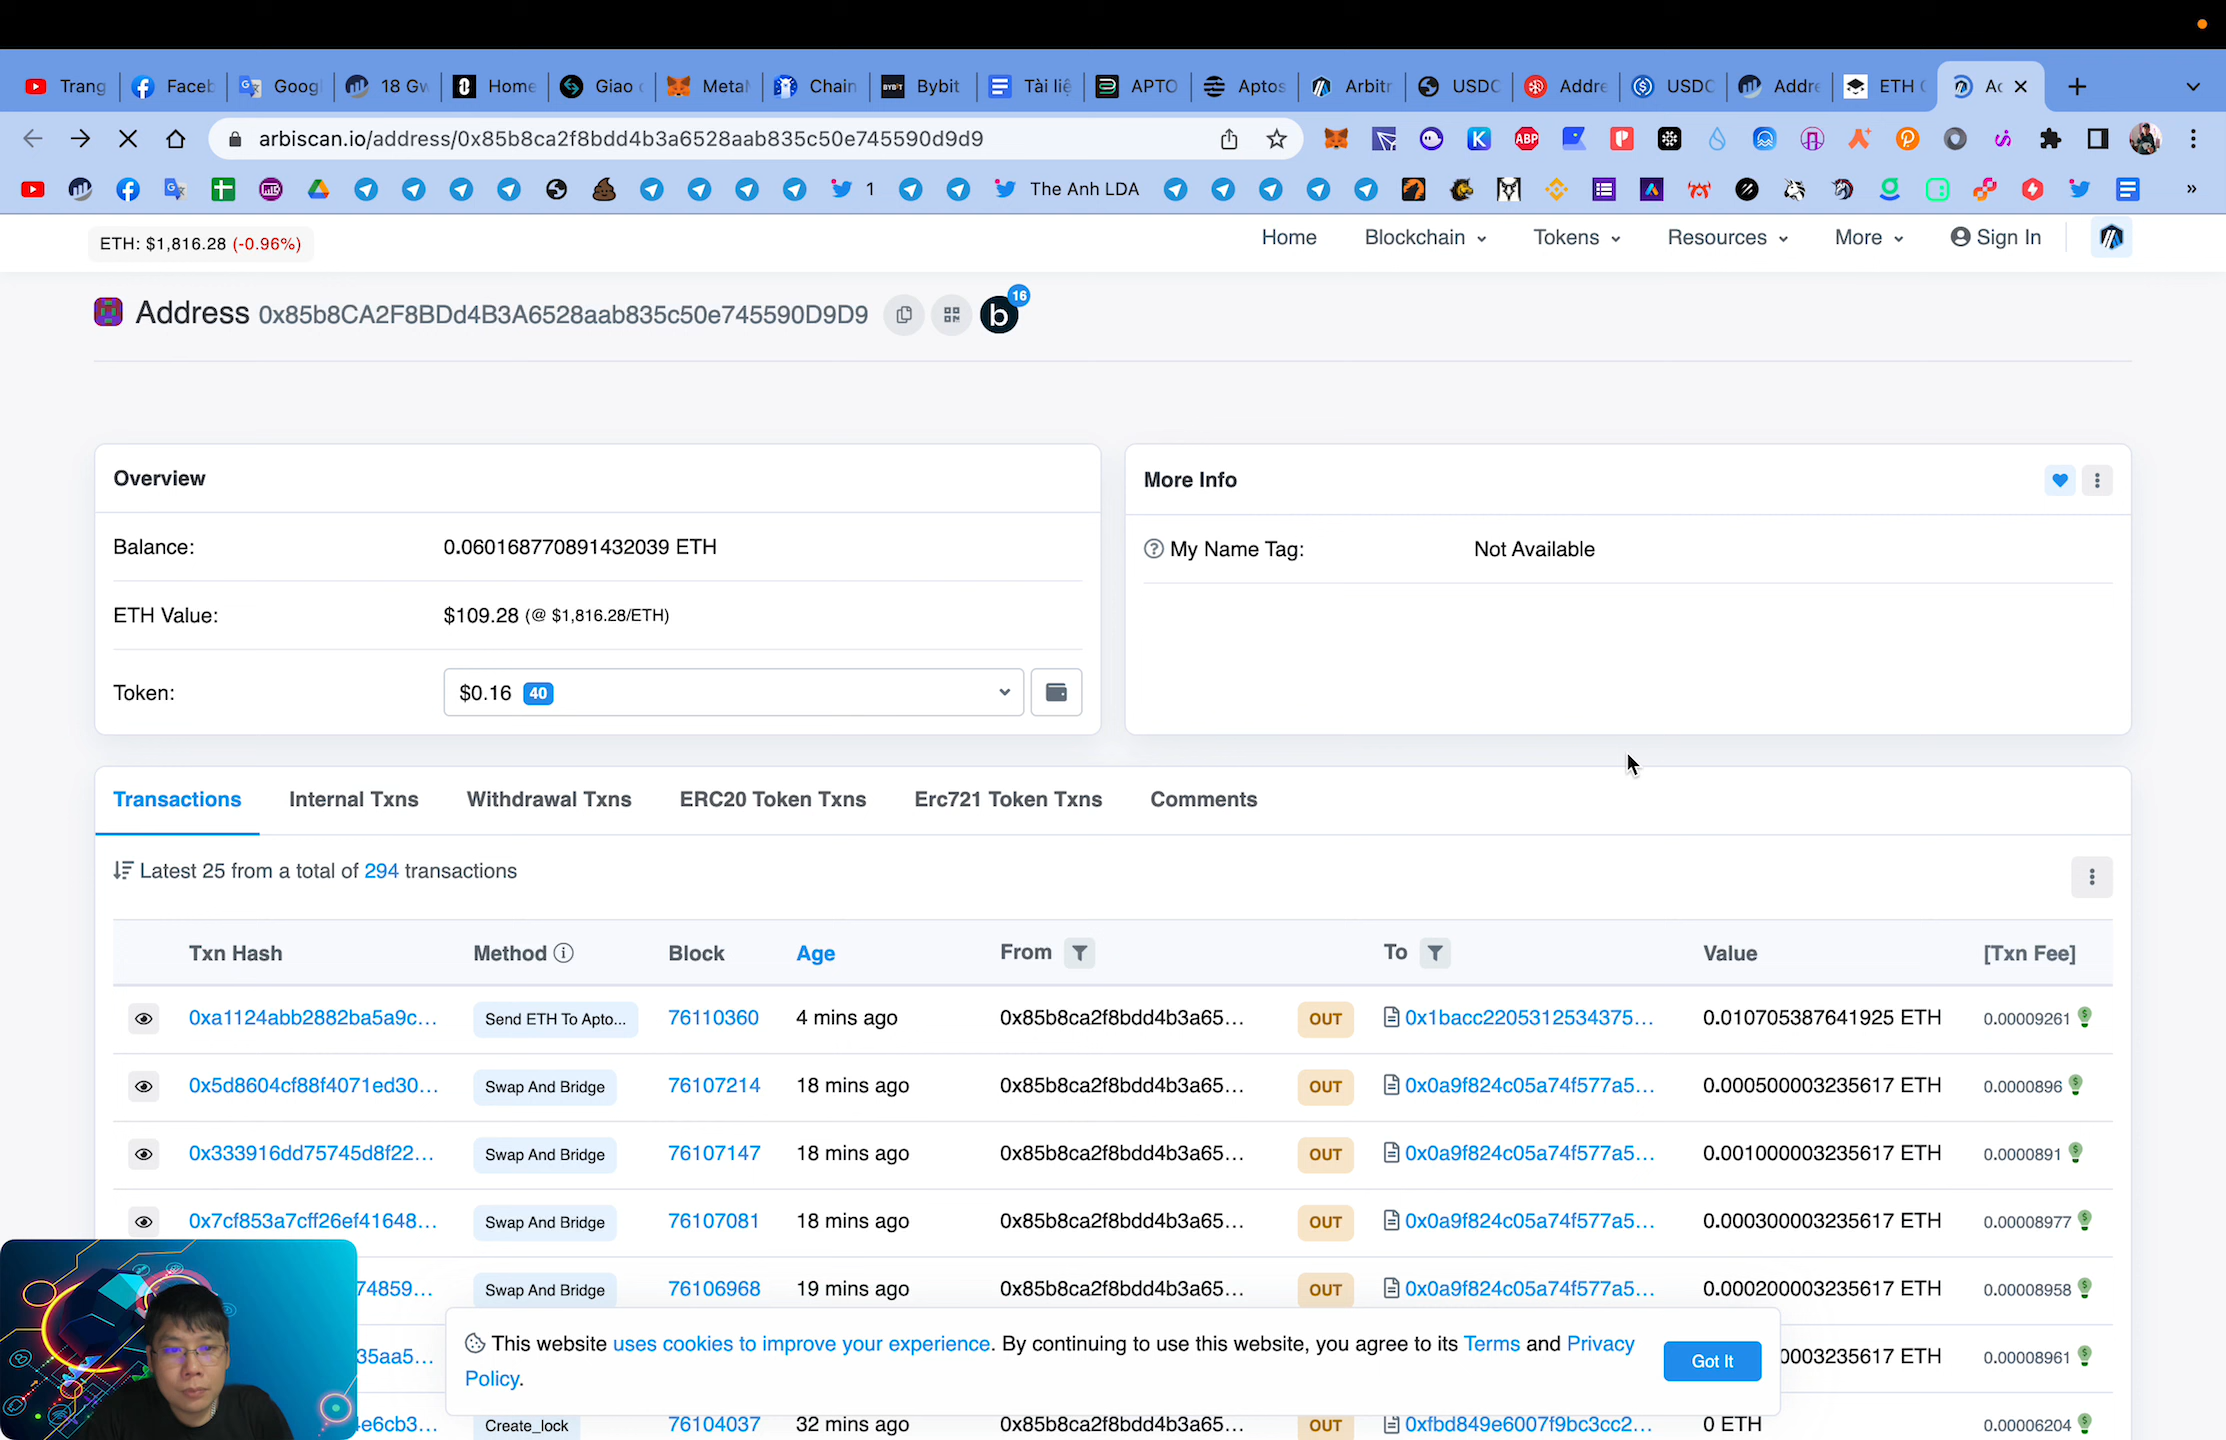 Trang
Faceb
Googl
18 Gw
Home
Giao
Meta
Chain
Bybit
Tài liệ
APTO
Aptos
Arbitr
USDC
Addre
USDC
Addre
ETH
Ac
arbiscan.io/address/0x85b8ca2f8bdd4b3a6528aab835c50e745590d9d9
ABP
1
The Anh LDA
»
ETH: $1,816.28 (-0.96%)
Home
Blockchain
Tokens
Resources
More
Sign In
Address 0x85b8CA2F8BDd4B3A6528aab835c50e745590D9D9
b 16
Overview
Balance: 0.060168770891432039 ETH
ETH Value: $109.28 (@ $1,816.28/ETH)
Token: $0.16 40
More Info
My Name Tag: Not Available
Transactions Internal Txns Withdrawal Txns ERC20 Token Txns Erc721 Token Txns Comments
Latest 25 from a total of 294 transactions
Txn Hash Method Block Age From To Value [Txn Fee]
0xa1124abb2882ba5a9c... Send ETH To Apto... 76110360 4 mins ago 0x85b8ca2f8bdd4b3a65... OUT 0x1bacc2205312534375... 0.010705387641925 ETH 0.00009261
0x5d8604cf88f4071ed30... Swap And Bridge 76107214 18 mins ago 0x85b8ca2f8bdd4b3a65... OUT 0x0a9f824c05a74f577a5... 0.000500003235617 ETH 0.0000896
0x333916dd75745d8f22... Swap And Bridge 76107147 18 mins ago 0x85b8ca2f8bdd4b3a65... OUT 0x0a9f824c05a74f577a5... 0.001000003235617 ETH 0.0000891
0x7cf853a7cff26ef41648... Swap And Bridge 76107081 18 mins ago 0x85b8ca2f8bdd4b3a65... OUT 0x0a9f824c05a74f577a5... 0.000300003235617 ETH 0.00008977
74859... Swap And Bridge 76106968 19 mins ago 0x85b8ca2f8bdd4b3a65... OUT 0x0a9f824c05a74f577a5... 0.000200003235617 ETH 0.00008958
35aa5... 0003235617 ETH 0.00008961
This website uses cookies to improve your experience. By continuing to use this website, you agree to its Terms and Privacy
Policy.
Got It
e6cb3... Create_lock 76104037 32 mins ago 0x85b8ca2f8bdd4b3a65... OUT 0xfbd849e6007f9bc3cc2... 0 ETH 0.00006204